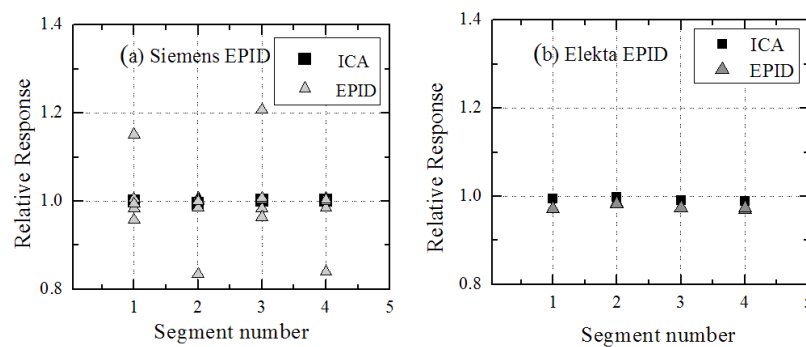 (a) Siemens EPID
ICA
EPID
Relative Response
1.4
1.2
1.0
0.8
1 2 3 4 5
Segment number
(b) Elekta EPID
ICA
EPID
Relative Response
1.4
1.2
1.0
0.8
1 2 3 4 5
Segment number